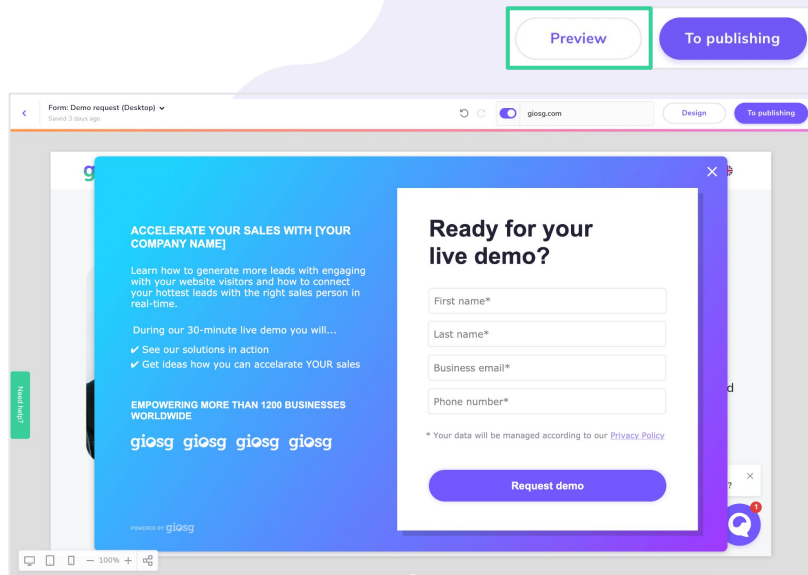 Preview
To publishing
Form: Demo request (Desktop)
Saved 3 days ago
giosg.com
Design
To publishing
g
ACCELERATE YOUR SALES WITH [YOUR
COMPANY NAME]
Learn how to generate more leads with engaging
with your website visitors and how to connect
your hottest leads with the right sales person in
real-time.
During our 30-minute live demo you will...
✔ See our solutions in action
✔ Get ideas how you can accelarate YOUR sales
EMPOWERING MORE THAN 1200 BUSINESSES
WORLDWIDE
giosg giosg giosg giosg
POWERED BY giosg
Ready for your
live demo?
First name*
Last name*
Business email*
Phone number*
* Your data will be managed according to our Privacy Policy
Request demo
Need help?
d
?
1
100%